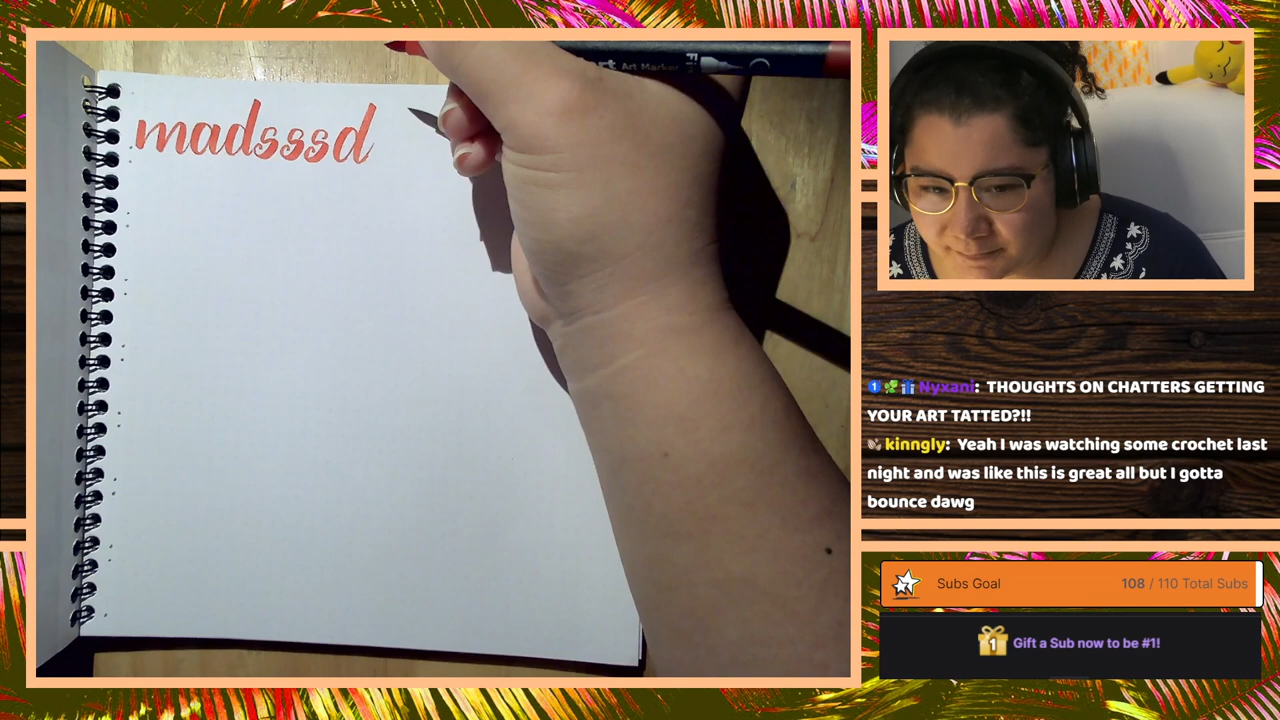 madsssd
Art Marker
Nyxani: THOUGHTS ON CHATTERS GETTING
YOUR ART TATTED?!!
kinngly: Yeah I was watching some crochet last
night and was like this is great all but I gotta
bounce dawg
Subs Goal 108 / 110 Total Subs
1 Gift a Sub now to be #1!